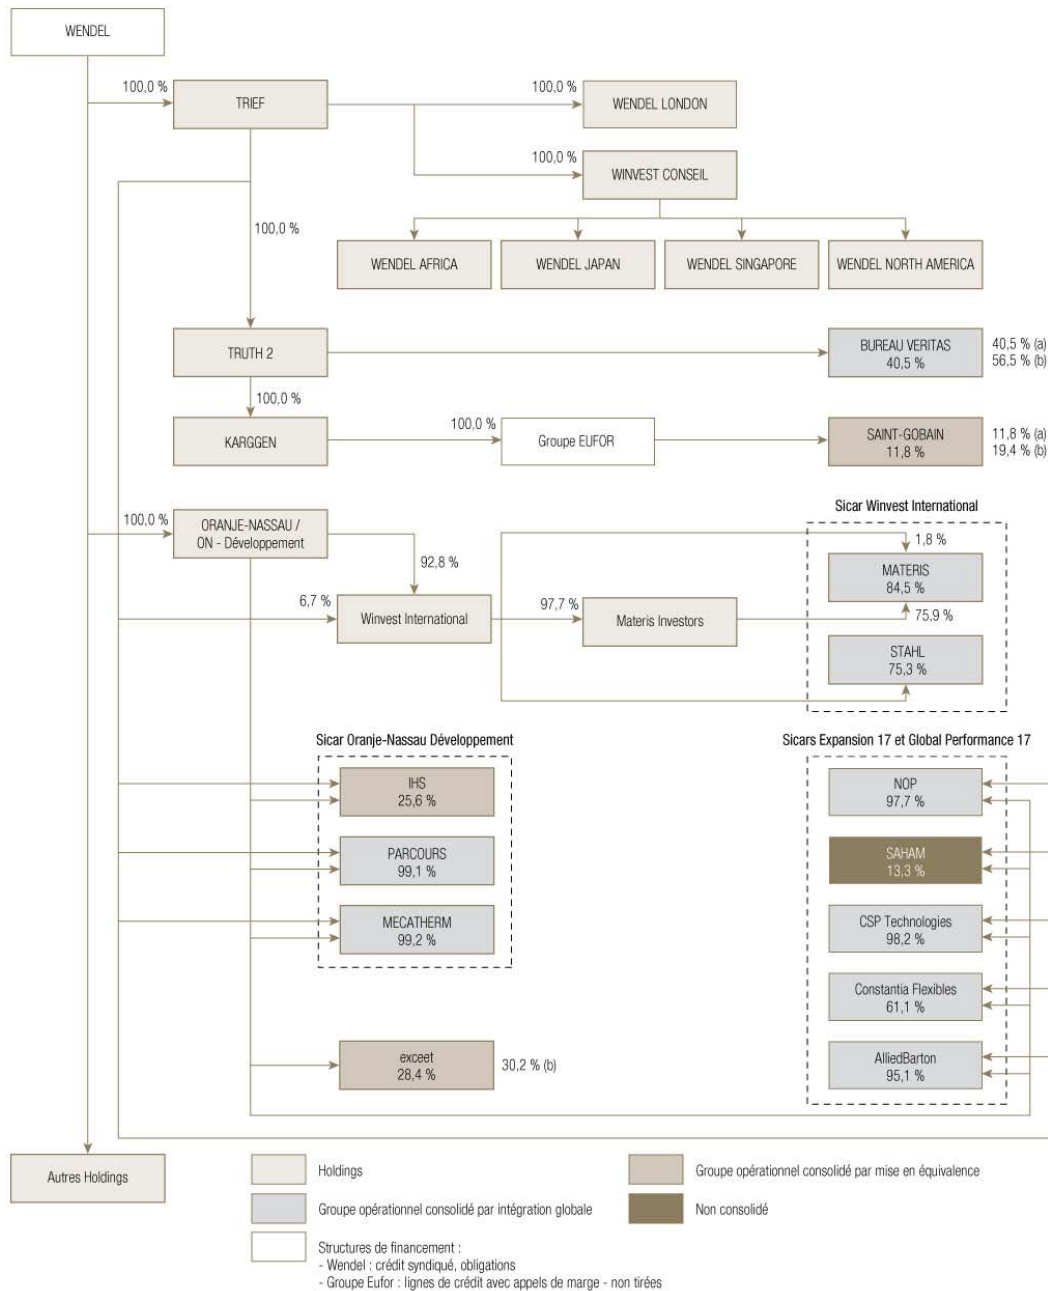 WENDEL
100,0 %
TRIEF
100,0 %
WENDEL LONDON
100,0 %
WINVEST CONSEIL
100,0 %
WENDEL AFRICA
WENDEL JAPAN
WENDEL SINGAPORE
WENDEL NORTH AMERICA
TRUTH 2
BUREAU VERITAS
40,5 %
40,5 % (a)
56,5 % (b)
100,0 %
KARGGEN
100,0 %
Groupe EUFOR
SAINT-GOBAIN
11,8 %
11,8 % (a)
19,4 % (b)
100,0 %
ORANJE-NASSAU /
ON - Développement
92,8 %
Sicar Winvest International
1,8 %
MATERIS
84,5 %
6,7 %
Winvest International
97,7 %
Materis Investors
75,9 %
STAHL
75,3 %
Sicar Oranje-Nassau Développement
IHS
25,6 %
PARCOURS
99,1 %
MECATHERM
99,2 %
exceet
28,4 %
30,2 % (b)
Sicars Expansion 17 et Global Performance 17
NOP
97,7 %
SAHAM
13,3 %
CSP Technologies
98,2 %
Constantia Flexibles
61,1 %
AlliedBarton
95,1 %
Autres Holdings
Holdings
Groupe opérationnel consolidé par mise en équivalence
Groupe opérationnel consolidé par intégration globale
Non consolidé
Structures de financement :
- Wendel : crédit syndiqué, obligations
- Groupe Eufor : lignes de crédit avec appels de marge - non tirées